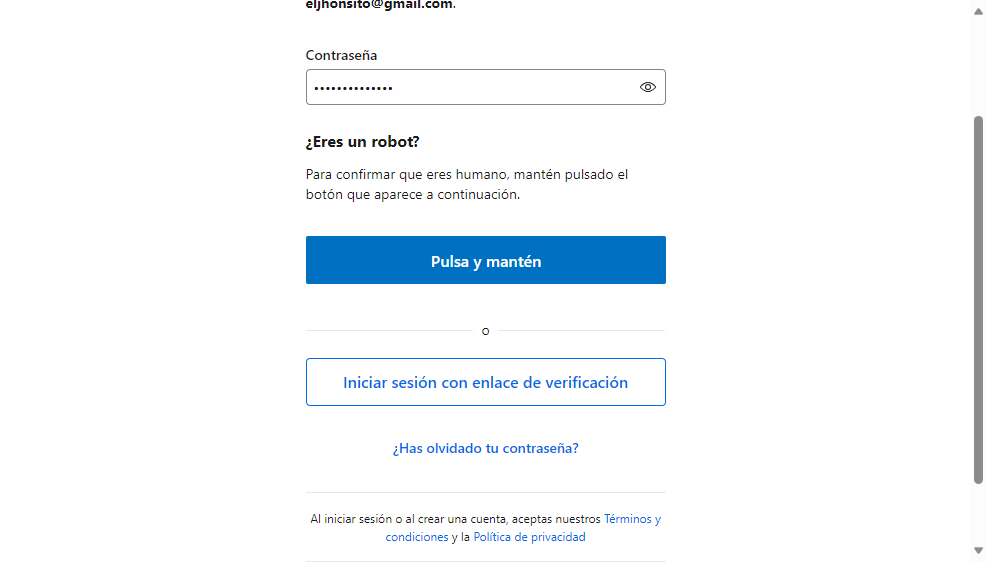 eljhonsito@gmail.com.
Contraseña
••••••••••••••
¿Eres un robot?
Para confirmar que eres humano, mantén pulsado el
botón que aparece a continuación.
Pulsa y mantén
o
Iniciar sesión con enlace de verificación
¿Has olvidado tu contraseña?
Al iniciar sesión o al crear una cuenta, aceptas nuestros Términos y
condiciones y la Política de privacidad